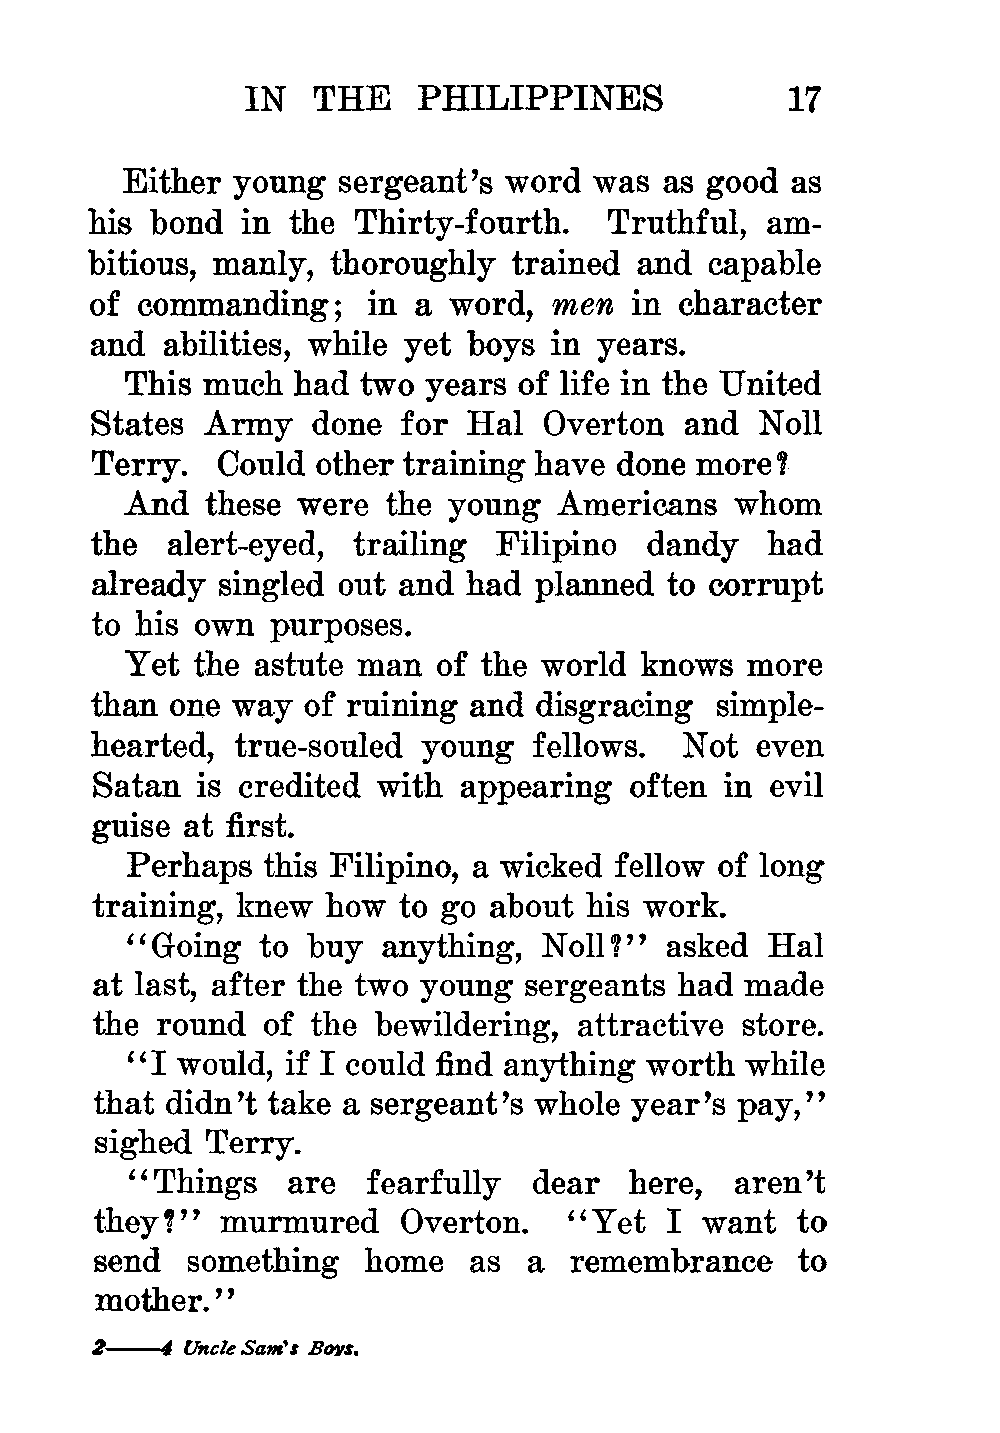 IN THE PHILIPPINES 17
Either young sergeant's word was as good as
his bond in the Thirty-fourth. Truthful, am-
bitious, manly, thoroughly trained and capable
of commanding; in a word, men in character
and abilities, while yet boys in years.
This much had two years of life in the United
States Army done for Hal Overton and Noll
Terry. Could other training have done more?
And these were the young Americans whom
the alert-eyed, trailing Filipino dandy had
already singled out and had planned to corrupt
to his own purposes.
Yet the astute man of the world knows more
than one way of ruining and disgracing simple-
hearted, true-souled young fellows. Not even
Satan is credited with appearing often in evil
guise at first.
Perhaps this Filipino, a wicked fellow of long
training, knew how to go about his work.
"Going to buy anything, Noll?" asked Hal
at last, after the two young sergeants had made
the round of the bewildering, attractive store.
"I would, if I could find anything worth while
that didn't take a sergeant's whole year's pay,"
sighed Terry.
"Things are fearfully dear here, aren't
they?" murmured Overton. "Yet I want to
send something home as a remembrance to
mother."
2——4 Uncle Sam's Boys.